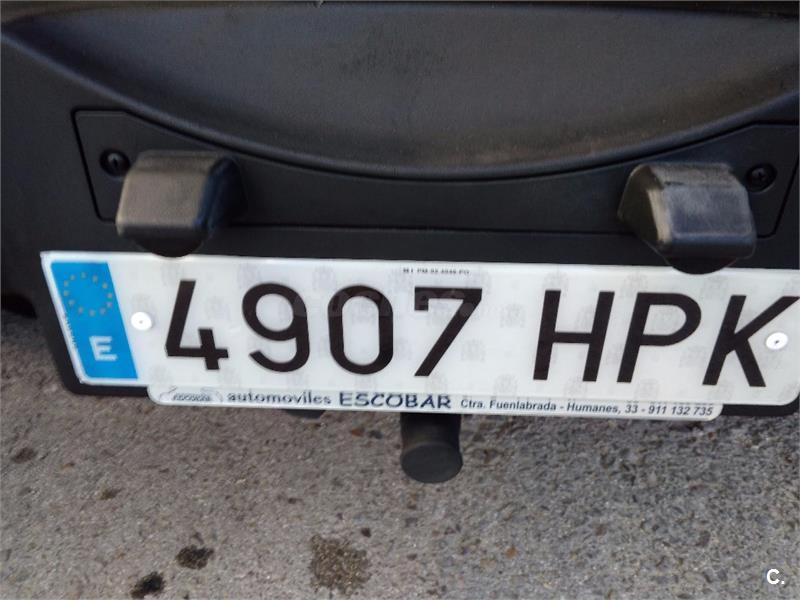 E 4907 HPK
automoviles ESCOBAR Ctra. Fuenlabrada - Humanes, 33 - 911 132 735
C.